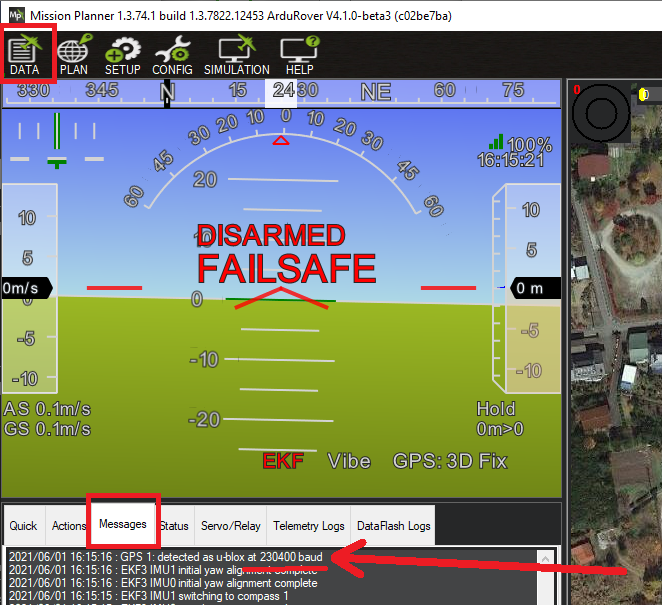 Mission Planner 1.3.74.1 build 1.3.7822.12453 ArduRover V4.1.0-beta3 (c02be7ba)
DATA PLAN SETUP CONFIG SIMULATION HELP
330 345 N 15 24 30 NE 60 75
60 45 30 20 10 0 10 20 30 45 60
100%
16:15:21
0
20
DISARMED
FAILSAFE
10 10
5 5
0m/s 0 0 m
-5 -5
-10 -10 -10
AS 0.1m/s Hold
GS 0.1m/s -20 0m>0
EKF Vibe GPS: 3D Fix
Quick Actions Messages Status Servo/Relay Telemetry Logs DataFlash Logs
2021/06/01 16:15:16 : GPS 1: detected as u-blox at 230400 baud
2021/06/01 16:15:16 : EKF3 IMU1 initial yaw alignment complete
2021/06/01 16:15:16 : EKF3 IMU0 initial yaw alignment complete
2021/06/01 16:15:15 : EKF3 IMU1 switching to compass 1